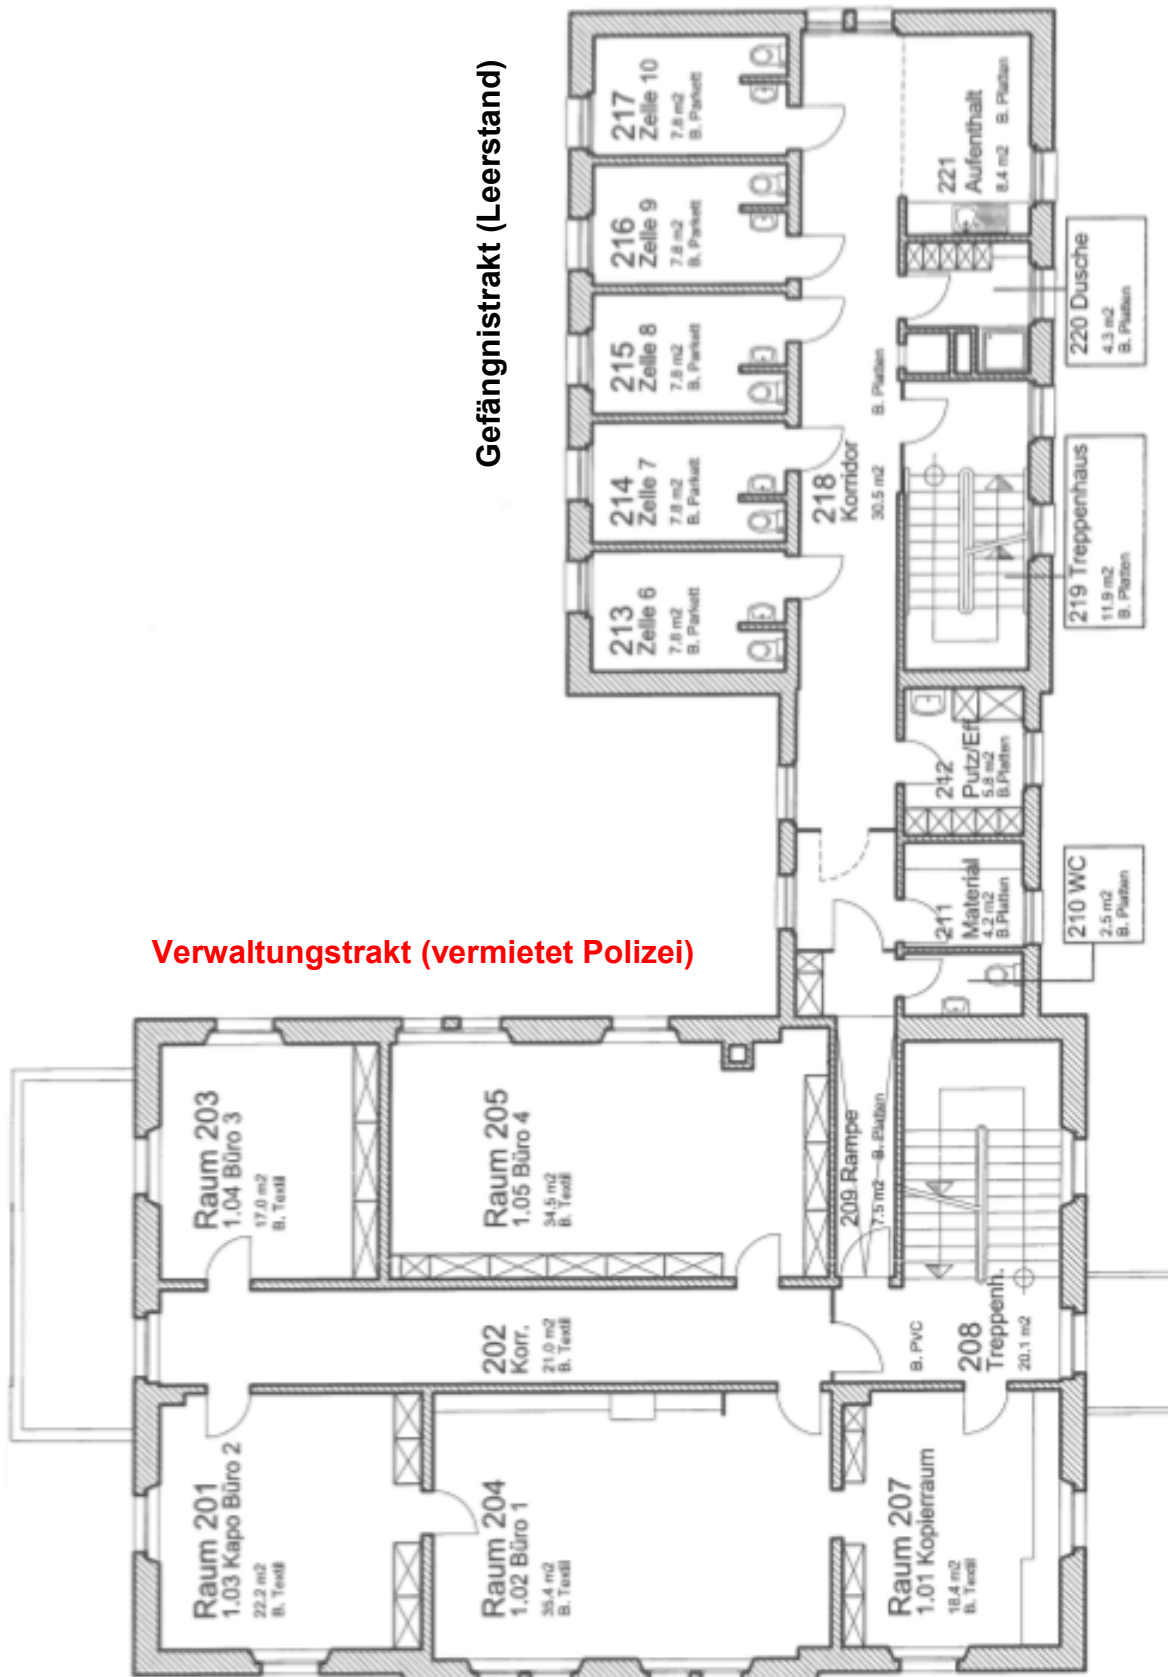 Gefängnistrakt (Leerstand)
217
Zelle 10
7.8 m2
B. Parkett
216
Zelle 9
7.8 m2
B. Parkett
215
Zelle 8
7.8 m2
B. Parkett
214
Zelle 7
7.8 m2
B. Parkett
213
Zelle 6
7.8 m2
B. Parkett
221
Aufenthalt
8.4 m2 B. Platten
220 Dusche
4.3 m2
B. Platten
218
Korridor
30.5 m2
B. Platten
219 Treppenhaus
11.9 m2
B. Platten
212
Putz/Eff
5.8 m2
B.Platten
211
Material
4.2 m2
B.Platten
210 WC
2.5 m2
B. Platten
Verwaltungstrakt (vermietet Polizei)
Raum 203
1.04 Büro 3
17.0 m2
B. Textil
Raum 205
1.05 Büro 4
34.5 m2
B. Textil
209 Rampe
7.5 m2 B. Platten
202
Korr.
21.0 m2
B. Textil
B. PVC
208
Treppenh.
20.1 m2
Raum 201
1.03 Kapo Büro 2
22.2 m2
B. Textil
Raum 204
1.02 Büro 1
35.4 m2
B. Textil
Raum 207
1.01 Kopierraum
18.4 m2
B. Textil